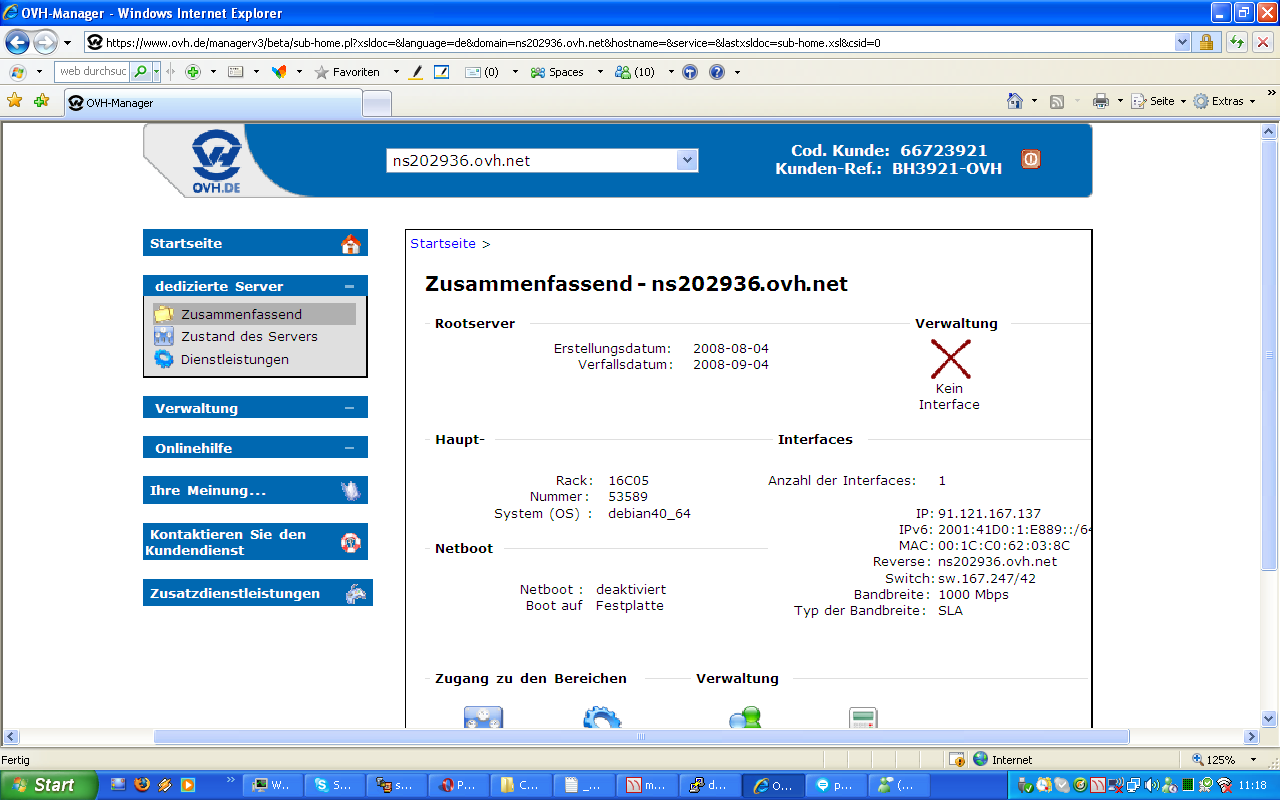 OVH-Manager - Windows Internet Explorer
https://www.ovh.de/managerv3/beta/sub-home.pl?xsldoc=&language=de&domain=ns202936.ovh.net&hostname=&service=&lastxsldoc=sub-home.xsl&csid=0
web durchsuc
Favoriten
(0)
Spaces
(10)
OVH-Manager
Seite
Extras
OVH.DE
ns202936.ovh.net
Cod. Kunde: 66723921
Kunden-Ref.: BH3921-OVH
Startseite
dedizierte Server
Zusammenfassend
Zustand des Servers
Dienstleistungen
Verwaltung
Onlinehilfe
Ihre Meinung...
Kontaktieren Sie den
Kundendienst
Zusatzdienstleistungen
Startseite >
Zusammenfassend - ns202936.ovh.net
Rootserver
Erstellungsdatum: 2008-08-04
Verfallsdatum: 2008-09-04
Verwaltung
Kein
Interface
Haupt-
Rack: 16C05
Nummer: 53589
System (OS) : debian40_64
Interfaces
Anzahl der Interfaces: 1
IP: 91.121.167.137
IPv6: 2001:41D0:1:E889::/64
MAC: 00:1C:C0:62:03:8C
Reverse: ns202936.ovh.net
Switch: sw.167.247/42
Bandbreite: 1000 Mbps
Typ der Bandbreite: SLA
Netboot
Netboot : deaktiviert
Boot auf Festplatte
Zugang zu den Bereichen
Verwaltung
Fertig
Internet
125%
Start
W...
S...
s...
P...
C...
_...
m...
d...
O...
p...
(...
11:18